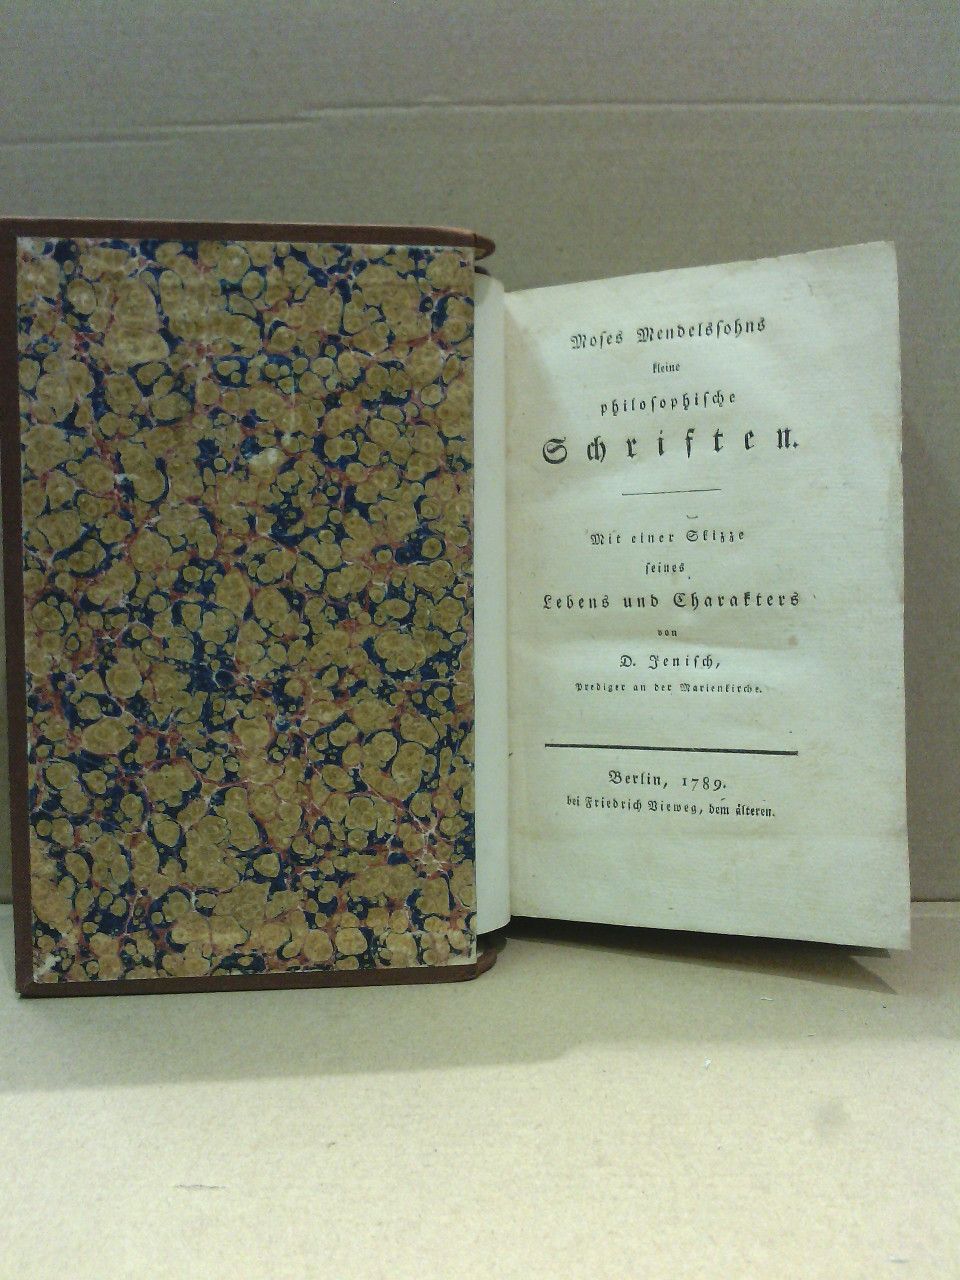 Moſes Mendelsſohns
kleine
philoſophiſche
Schriften.
Mit einer Skizze
ſeines
Lebens und Charakters
von
D. Jeniſch,
Prediger an der Marienkirche.
Berlin, 1789.
bei Friedrich Vieweg, dem älteren.